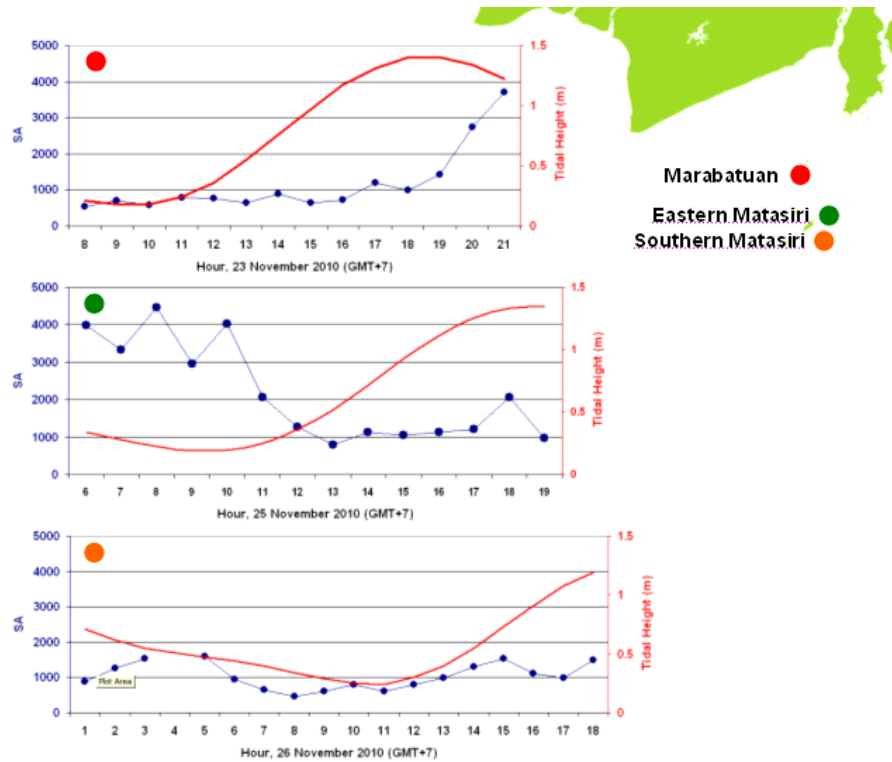 5000
4000
3000
2000
1000
0
SA
1.5
1
0.5
0
Tidal Height (m)
8 9 10 11 12 13 14 15 16 17 18 19 20 21
Hour, 23 November 2010 (GMT+7)
Marabatuan
Eastern Matasiri
Southern Matasiri
5000
4000
3000
2000
1000
0
SA
1.5
1
0.5
0
Tidal Height (m)
6 7 8 9 10 11 12 13 14 15 16 17 18 19
Hour, 25 November 2010 (GMT+7)
5000
4000
3000
2000
1000
0
SA
Plot Area
1.5
1
0.5
0
Tidal Height (m)
1 2 3 4 5 6 7 8 9 10 11 12 13 14 15 16 17 18
Hour, 26 November 2010 (GMT+7)